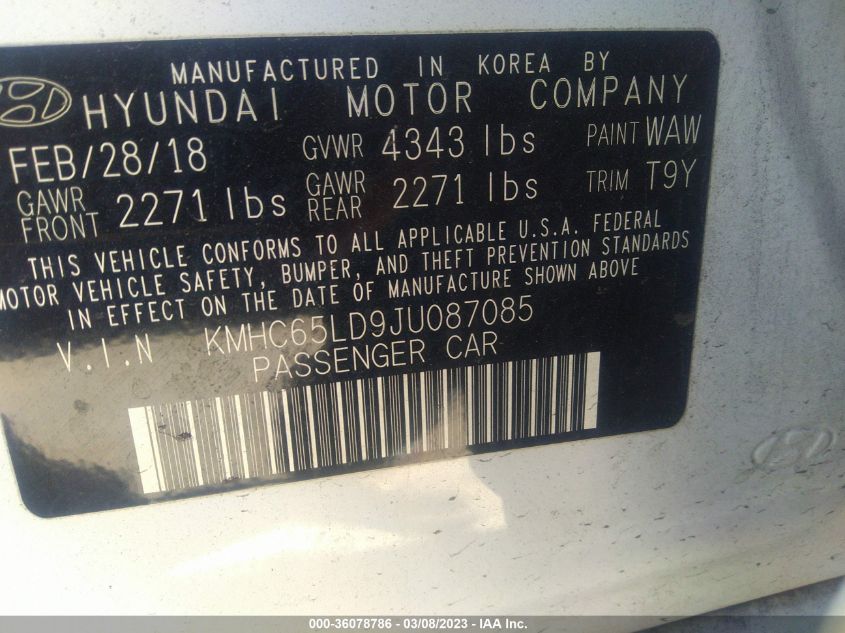 MANUFACTURED IN KOREA BY
HYUNDAI MOTOR COMPANY
FEB/28/18 GVWR 4343 lbs PAINT WAW
GAWR FRONT 2271 lbs GAWR REAR 2271 lbs TRIM T9Y
THIS VEHICLE CONFORMS TO ALL APPLICABLE U.S.A. FEDERAL
MOTOR VEHICLE SAFETY, BUMPER, AND THEFT PREVENTION STANDARDS
IN EFFECT ON THE DATE OF MANUFACTURE SHOWN ABOVE
V.I.N KMHC65LD9JU087085
PASSENGER CAR
000-36078786 - 03/08/2023 - IAA Inc.